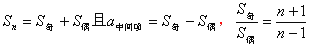 Sₙ = S奇 + S偶且a中间项 = S奇 − S偶， S奇/S偶 = (n+1)/(n−1)